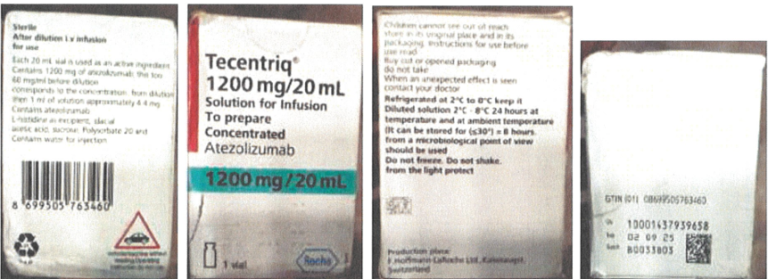 Sterile
After dilution i.v infusion
for use
Each 20 ml vial is used as an active ingredient
Contains 1200 mg of atezolizumab: this too
60 mg/ml before dilution
corresponds to the concentration. from dilution
then 1 ml of solution approximately 4.4 mg
Contains atezolizumab
L-histidine as excipient, glacial
acetic acid, sucrose, Polysorbate 20 and
Contains water for injection
8 699505 763460
Tecentriq®
1200 mg/20 mL
Solution for Infusion
To prepare
Concentrated
Atezolizumab
1200 mg/20 mL
1 vial
Roche
Children cannot see out of reach
store in its original place and in its
packaging. Instructions for use before
use read
Buy cut or opened packaging
do not take
When an unexpected effect is seen
contact your doctor
Refrigerated at 2°C to 8°C keep it
Diluted solution 2°C - 8°C 24 hours at
temperature and at ambient temperature
(It can be stored for (≤30°) = 8 hours.
from a microbiological point of view
should be used
Do not freeze. Do not shake.
from the light protect
Production place:
F.Hoffmann-LaRoche Ltd., Kaiseraugst,
Switzerland
GTIN (01) 08699505763460
10001437939658
02 09 25
B0033B03